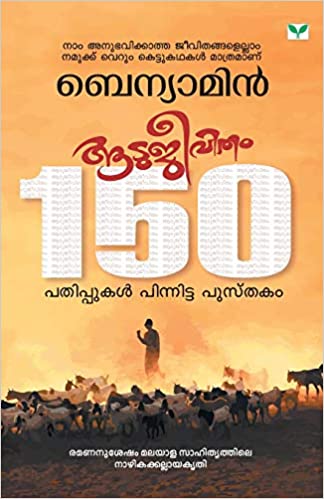 നാം അനുഭവിക്കാത്ത ജീവിതങ്ങളെല്ലാം
നമുക്ക് വെറും കെട്ടുകഥകൾ മാത്രമാണ്
ബെന്യാമിൻ
ആടുജീവിതം
150
പതിപ്പുകൾ പിന്നിട്ട പുസ്തകം
രമണനുശേഷം മലയാള സാഹിത്യത്തിലെ
നാഴികക്കല്ലായകൃതി